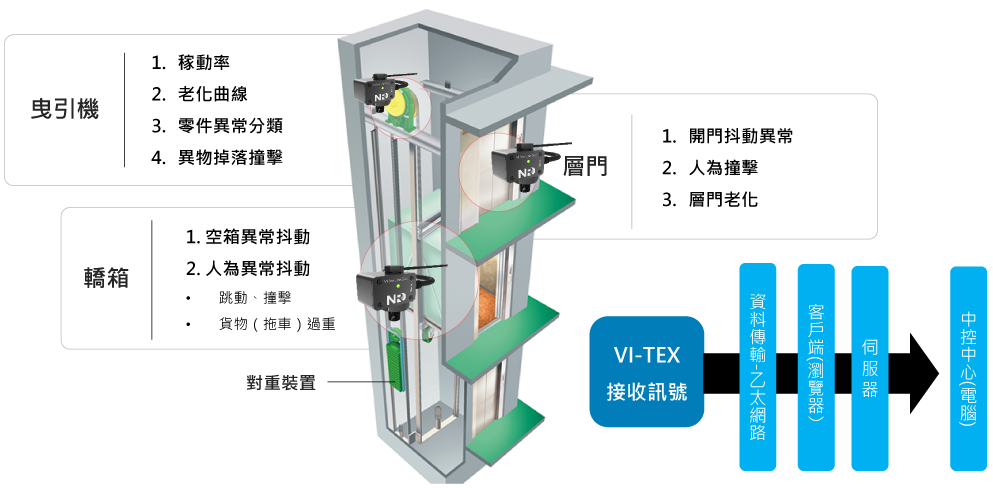 曳引機
1. 稼動率
2. 老化曲線
3. 零件異常分類
4. 異物掉落撞擊
層門
1. 開門抖動異常
2. 人為撞擊
3. 層門老化
轎箱
1. 空箱異常抖動
2. 人為異常抖動
• 跳動、撞擊
• 貨物（拖車）過重
對重裝置
VI-TEX
接收訊號
資料傳輸-乙太網路
客戶端(瀏覽器)
伺服器
中控中心(電腦)